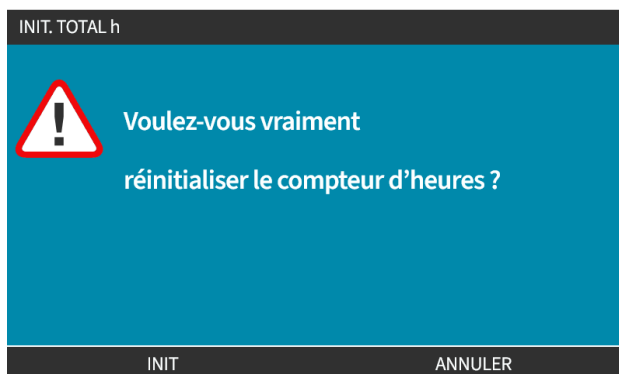 INIT. TOTAL h
Voulez-vous vraiment
réinitialiser le compteur d’heures ?
INIT
ANNULER